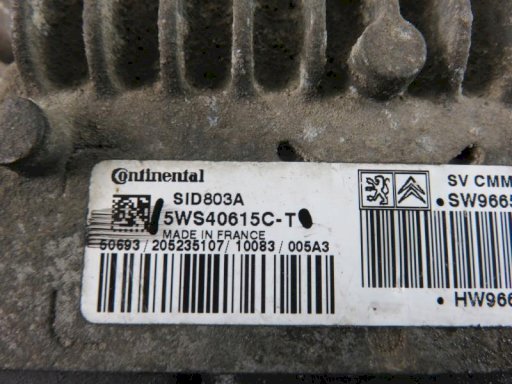 Continental
SID803A
5WS40615C-T
MADE IN FRANCE
50693/205235107/10083/005A3
SV CMM
•SW9665
• HW966